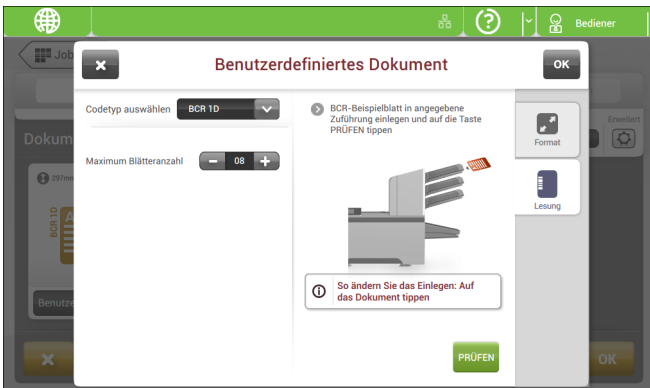 Bediener
Job
Benutzerdefiniertes Dokument
OK
Codetyp auswählen
BCR 1D
BCR-Beispielblatt in angegebene
Zuführung einlegen und auf die Taste
PRÜFEN tippen
Maximum Blätteranzahl
08
Format
Lesung
Erweitert
Dokum
297mm
BCR 1D
A
Benutze
So ändern Sie das Einlegen: Auf
das Dokument tippen
PRÜFEN
OK